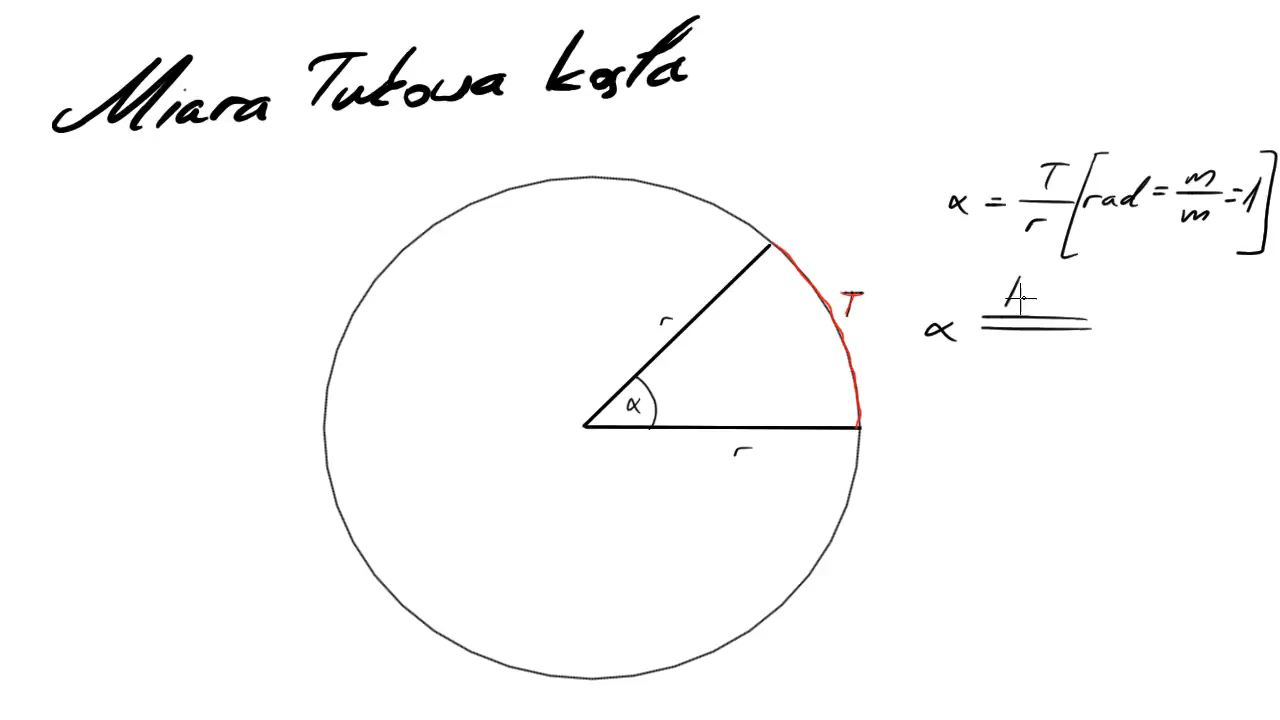 Miara Łukowa kąta
α = Ł/r [rad = m/m = 1]
Ł
r
α
α =
r